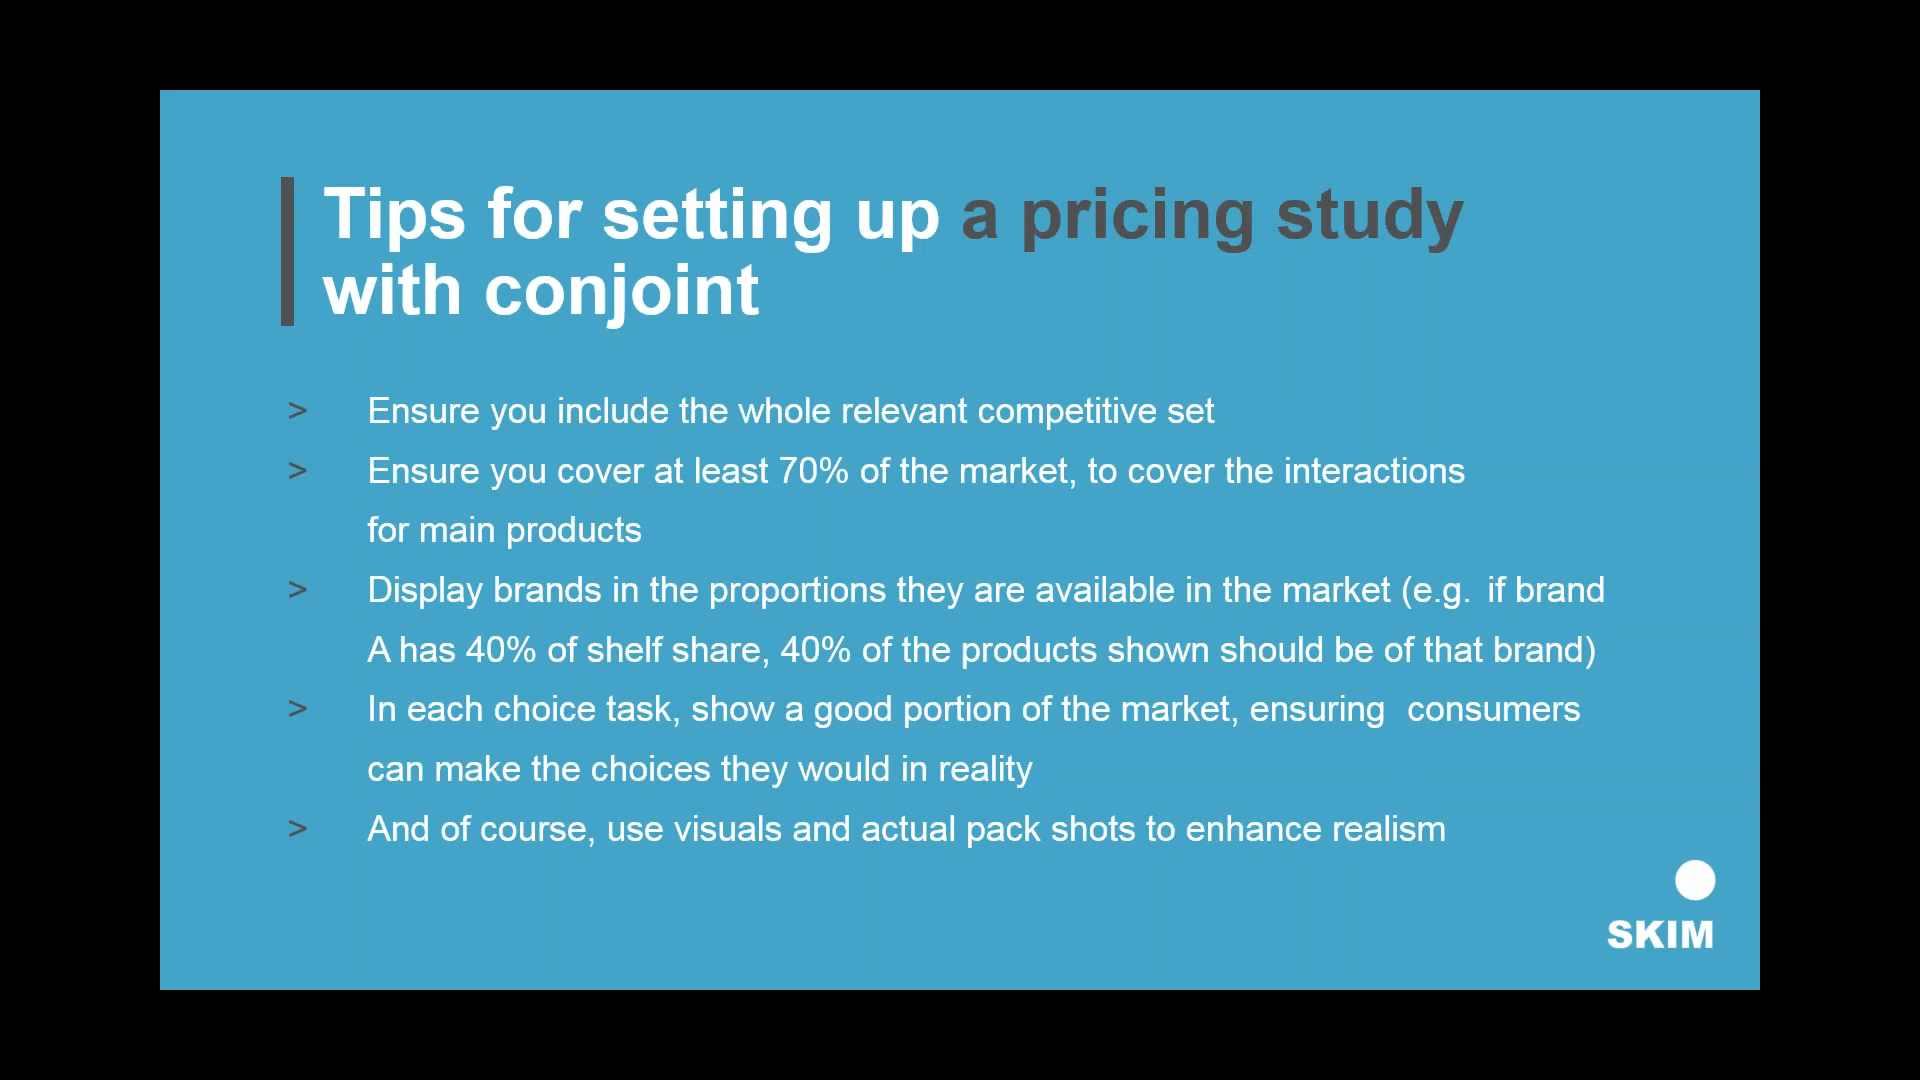 Tips for setting up a pricing study
with conjoint
> Ensure you include the whole relevant competitive set
> Ensure you cover at least 70% of the market, to cover the interactions
for main products
> Display brands in the proportions they are available in the market (e.g. if brand
A has 40% of shelf share, 40% of the products shown should be of that brand)
> In each choice task, show a good portion of the market, ensuring consumers
can make the choices they would in reality
> And of course, use visuals and actual pack shots to enhance realism
SKIM